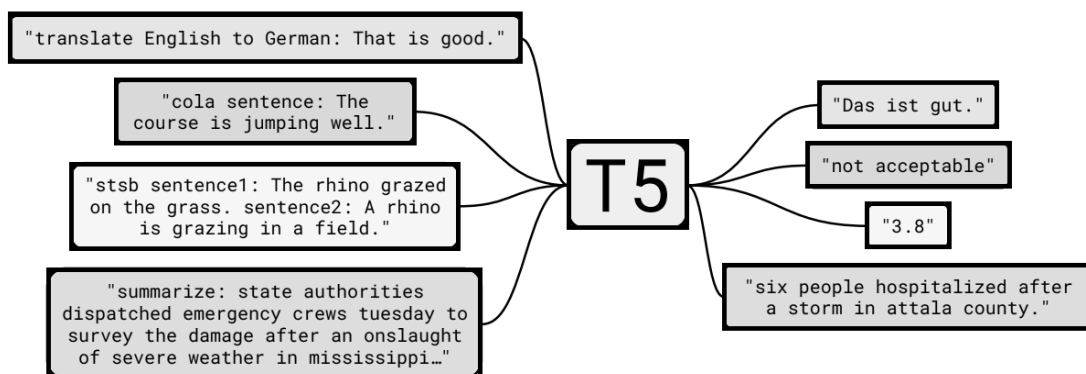 "translate English to German: That is good."
"cola sentence: The
course is jumping well."
"stsb sentence1: The rhino grazed
on the grass. sentence2: A rhino
is grazing in a field."
"summarize: state authorities
dispatched emergency crews tuesday to
survey the damage after an onslaught
of severe weather in mississippi…"
T5
"Das ist gut."
"not acceptable"
"3.8"
"six people hospitalized after
a storm in attala county."